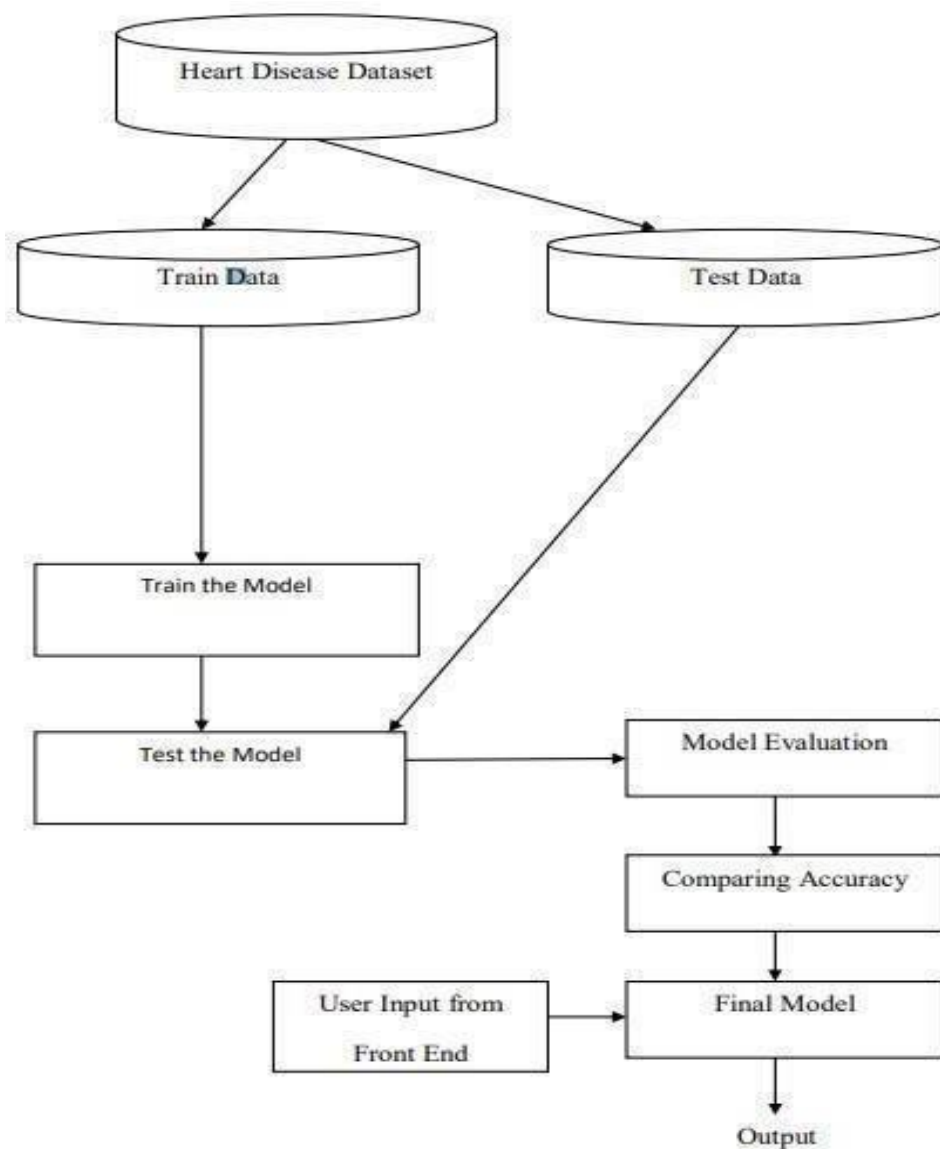 Heart Disease Dataset
Train Data
Test Data
Train the Model
Test the Model
Model Evaluation
Comparing Accuracy
User Input from
Front End
Final Model
Output